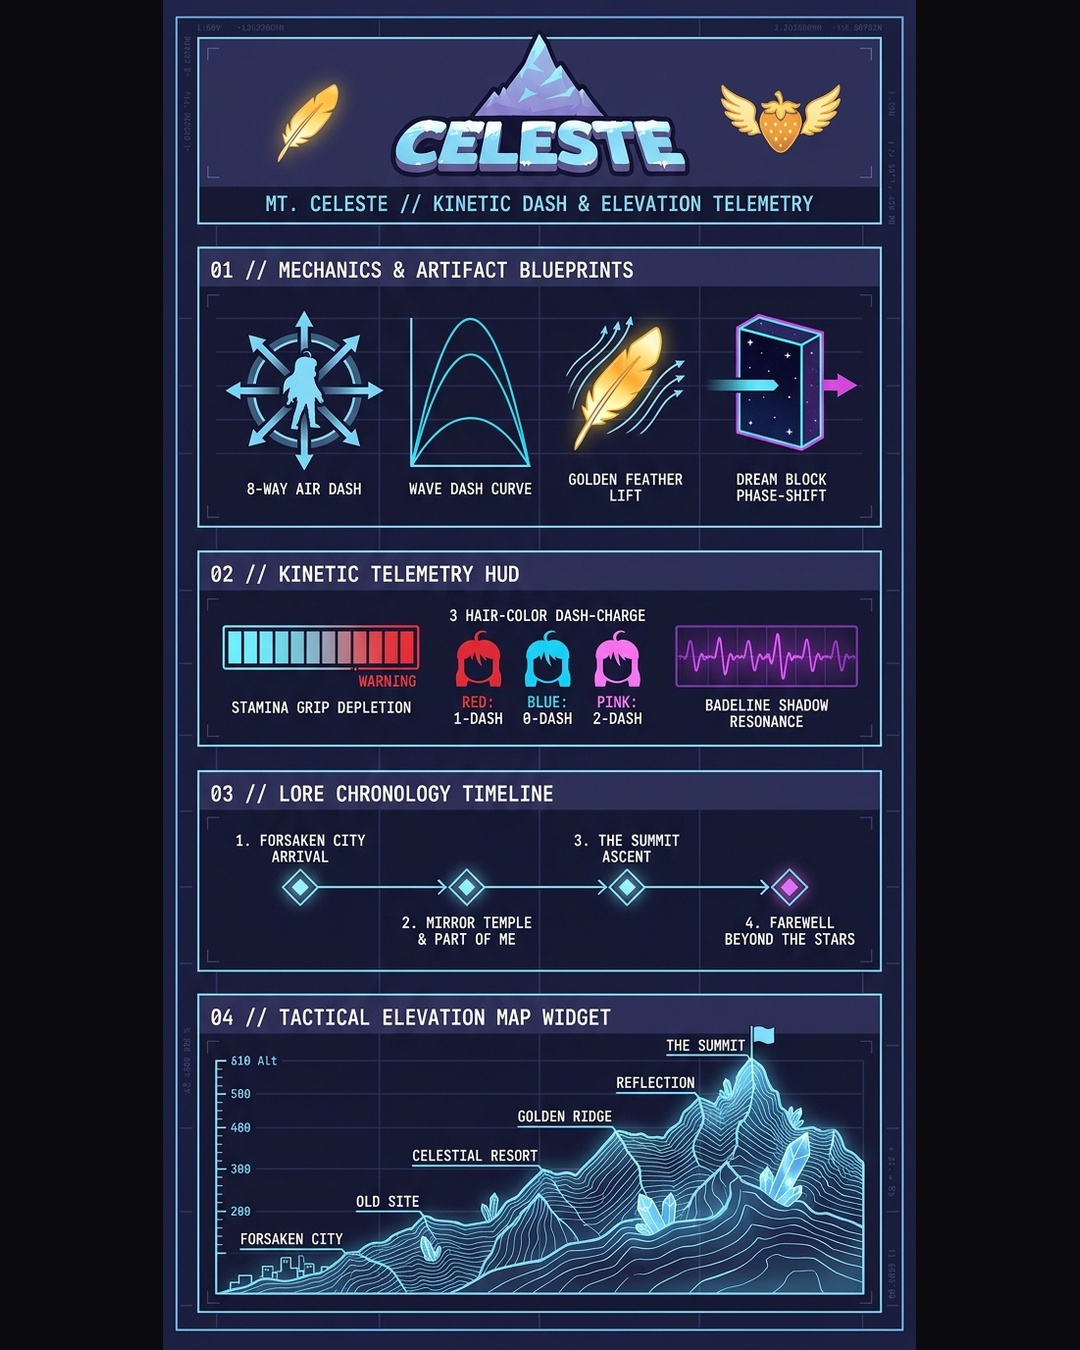 CELESTE
MT. CELESTE // KINETIC DASH & ELEVATION TELEMETRY
01 // MECHANICS & ARTIFACT BLUEPRINTS
8-WAY AIR DASH
WAVE DASH CURVE
GOLDEN FEATHER
LIFT
DREAM BLOCK
PHASE-SHIFT
02 // KINETIC TELEMETRY HUD
WARNING
STAMINA GRIP DEPLETION
3 HAIR-COLOR DASH-CHARGE
RED:
1-DASH
BLUE:
0-DASH
PINK:
2-DASH
BADELINE SHADOW
RESONANCE
03 // LORE CHRONOLOGY TIMELINE
1. FORSAKEN CITY
ARRIVAL
2. MIRROR TEMPLE
& PART OF ME
3. THE SUMMIT
ASCENT
4. FAREWELL
BEYOND THE STARS
04 // TACTICAL ELEVATION MAP WIDGET
610 Alt
500
400
300
200
THE SUMMIT
REFLECTION
GOLDEN RIDGE
CELESTIAL RESORT
OLD SITE
FORSAKEN CITY